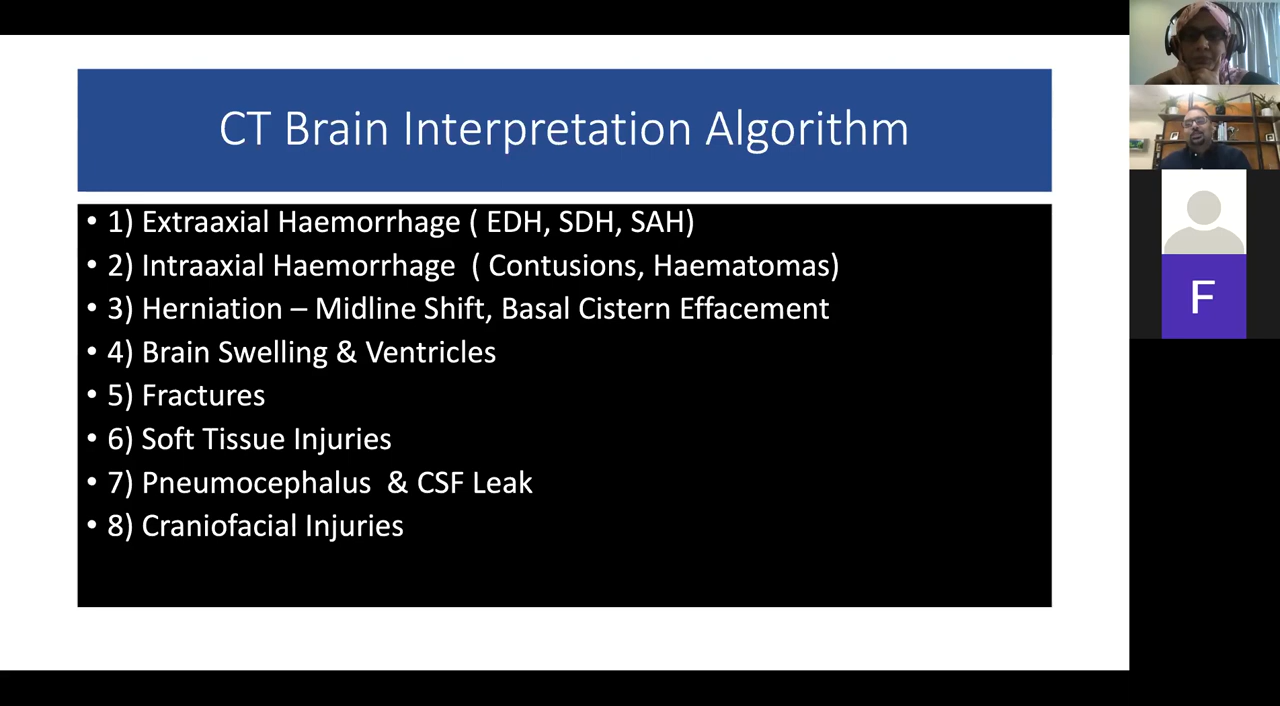 CT Brain Interpretation Algorithm
• 1) Extraaxial Haemorrhage ( EDH, SDH, SAH)
• 2) Intraaxial Haemorrhage ( Contusions, Haematomas)
• 3) Herniation – Midline Shift, Basal Cistern Effacement
• 4) Brain Swelling & Ventricles
• 5) Fractures
• 6) Soft Tissue Injuries
• 7) Pneumocephalus & CSF Leak
• 8) Craniofacial Injuries
F